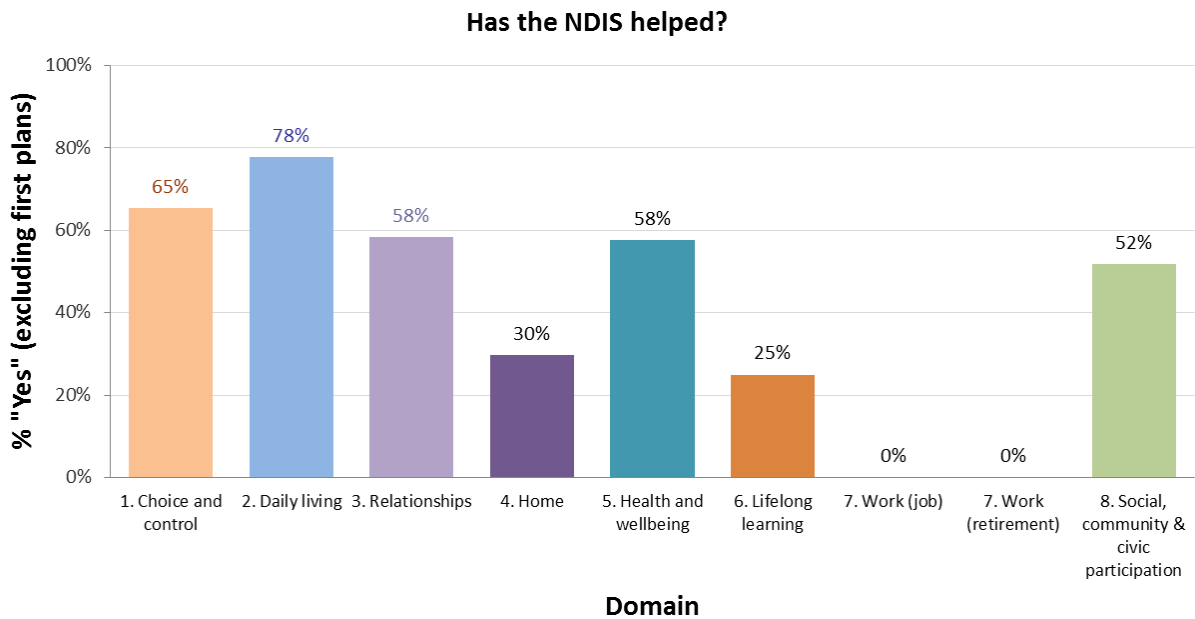 Has the NDIS helped?
% "Yes" (excluding first plans)
100%
80%
60%
40%
20%
0%
65%
78%
58%
30%
58%
25%
0%
0%
52%
1. Choice and
control
2. Daily living
3. Relationships
4. Home
5. Health and
wellbeing
6. Lifelong
learning
7. Work (job)
7. Work
(retirement)
8. Social,
community &
civic
participation
Domain